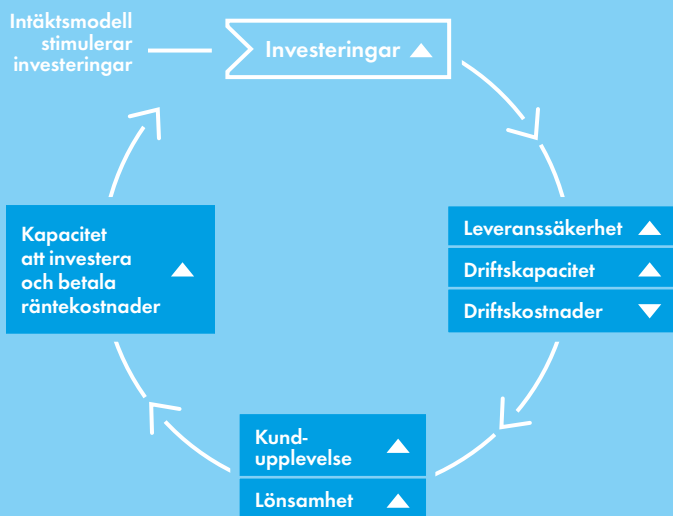 Intäktsmodell
stimulerar
investeringar
Investeringar
Leveranssäkerhet
Driftskapacitet
Driftskostnader
Kund-
upplevelse
Lönsamhet
Kapacitet
att investera
och betala
räntekostnader